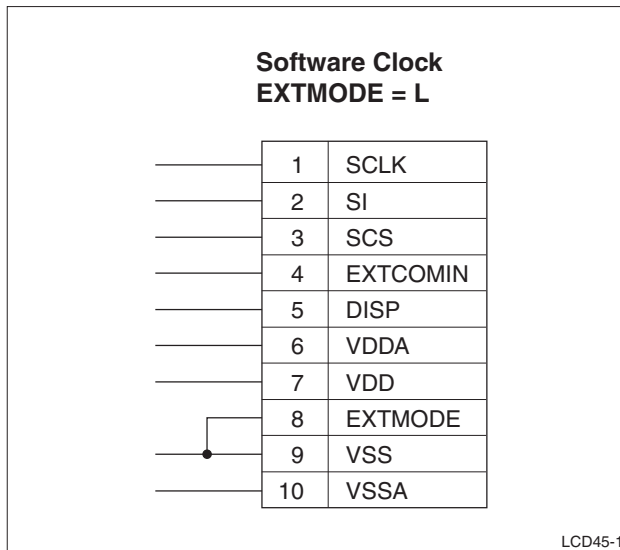 Software Clock
EXTMODE = L
1 SCLK
2 SI
3 SCS
4 EXTCOMIN
5 DISP
6 VDDA
7 VDD
8 EXTMODE
9 VSS
10 VSSA
LCD45-1